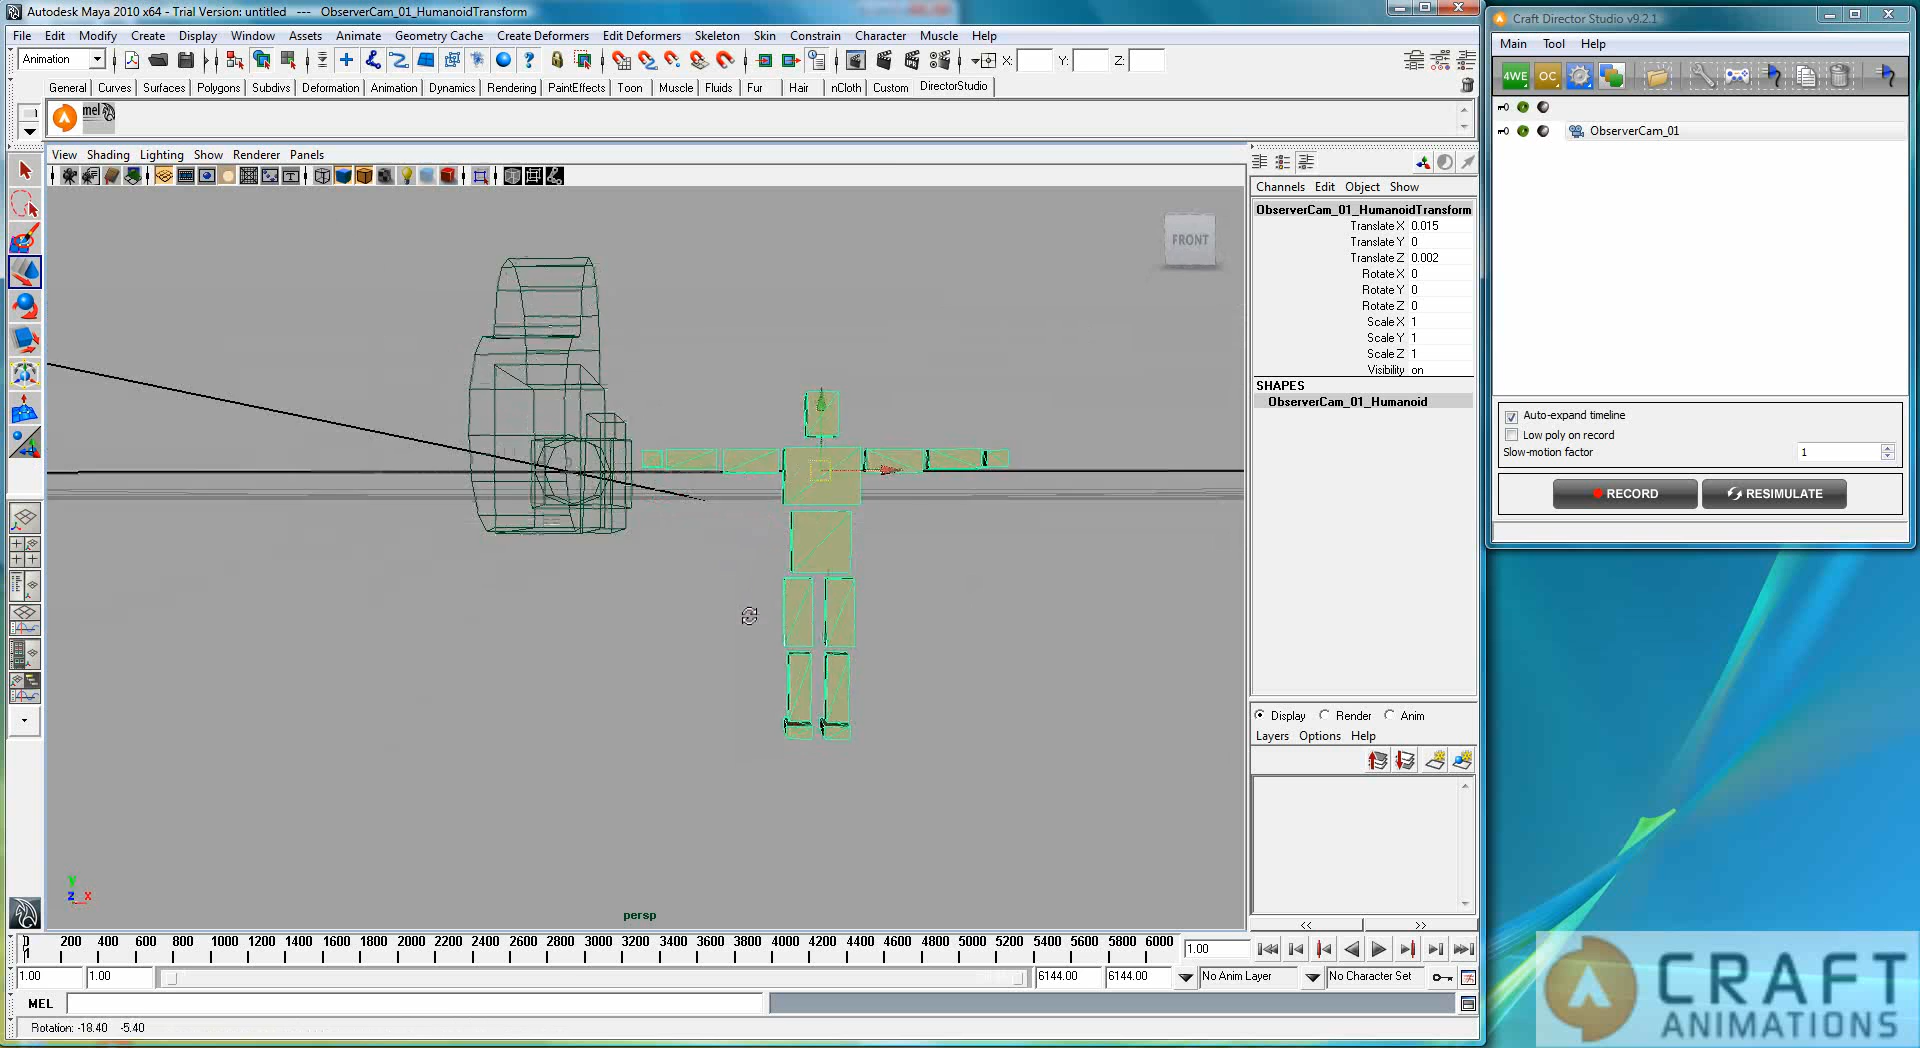 Autodesk Maya 2010 x64 - Trial Version: untitled --- ObserverCam_01_HumanoidTransform
File Edit Modify Create Display Window Assets Animate Geometry Cache Create Deformers Edit Deformers Skeleton Skin Constrain Character Muscle Help
Animation X: Y: Z:
General Curves Surfaces Polygons Subdivs Deformation Animation Dynamics Rendering PaintEffects Toon Muscle Fluids Fur Hair nCloth Custom DirectorStudio
mel
View Shading Lighting Show Renderer Panels
FRONT
persp
y
z x
Channels Edit Object Show
ObserverCam_01_HumanoidTransform
Translate X 0.015
Translate Y 0
Translate Z 0.002
Rotate X 0
Rotate Y 0
Rotate Z 0
Scale X 1
Scale Y 1
Scale Z 1
Visibility on
SHAPES
ObserverCam_01_Humanoid
Display Render Anim
Layers Options Help
<< >>
200 400 600 800 1000 1200 1400 1600 1800 2000 2200 2400 2600 2800 3000 3200 3400 3600 3800 4000 4200 4400 4600 4800 5000 5200 5400 5600 5800 6000 1.00
1
1.00 1.00 6144.00 6144.00 No Anim Layer No Character Set
MEL
Rotation: -18.40 -5.40
Craft Director Studio v9.2.1
Main Tool Help
4WE OC
ObserverCam_01
Auto-expand timeline
Low poly on record
Slow-motion factor 1
RECORD RESIMULATE
CRAFT
ANIMATIONS